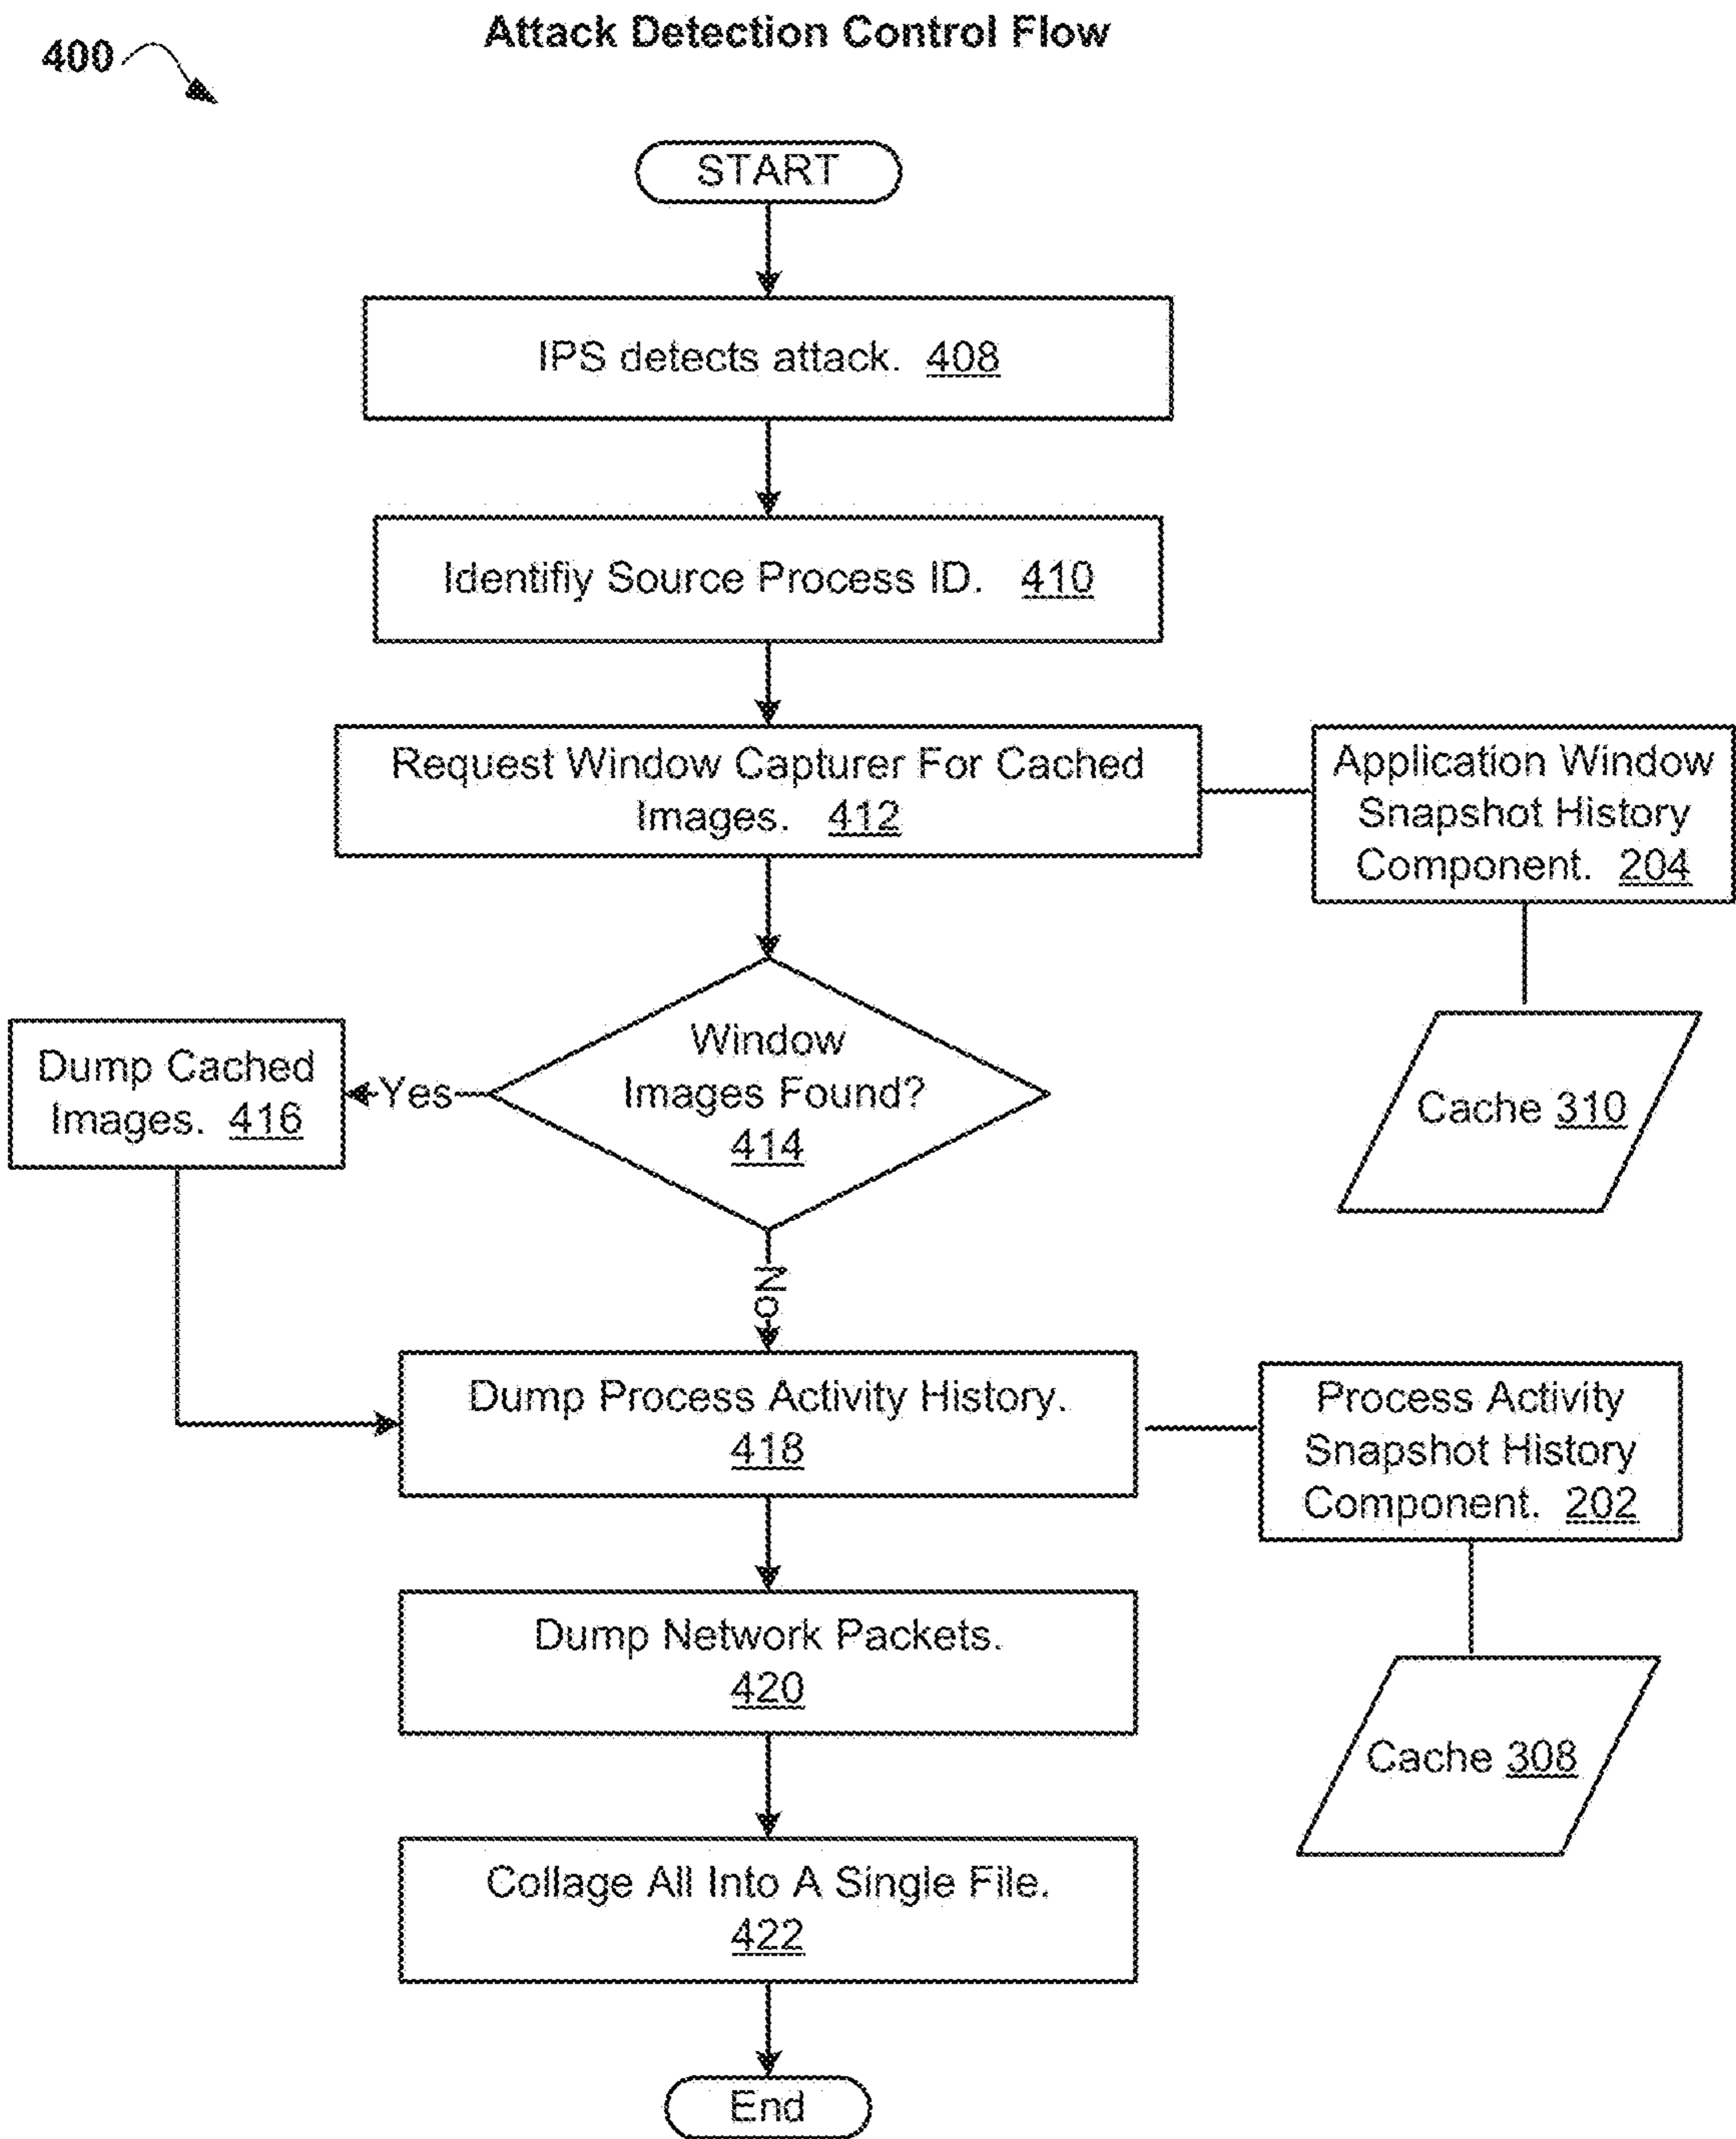 Attack Detection Control Flow
400
START
IPS detects attack. 408
Identifiy Source Process ID. 410
Request Window Capturer For Cached
Images. 412
Application Window
Snapshot History
Component. 204
Cache 310
Window
Images Found?
414
Yes
Dump Cached
Images. 416
No
Dump Process Activity History.
418
Process Activity
Snapshot History
Component. 202
Cache 308
Dump Network Packets.
420
Collage All Into A Single File.
422
End